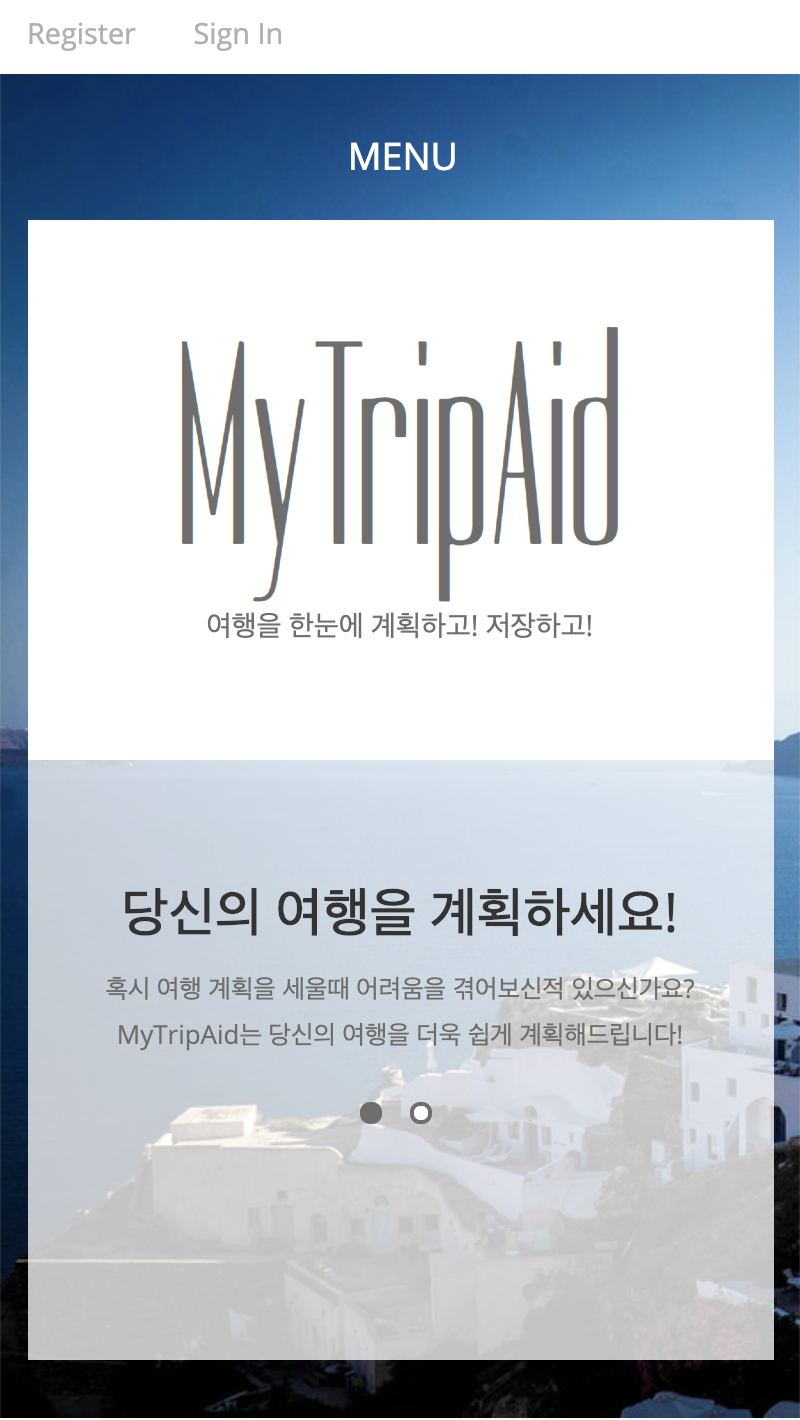 Register Sign In
MENU
MyTripAid
여행을 한눈에 계획하고! 저장하고!
당신의 여행을 계획하세요!
혹시 여행 계획을 세울때 어려움을 겪어보신적 있으신가요?
MyTripAid는 당신의 여행을 더욱 쉽게 계획해드립니다!